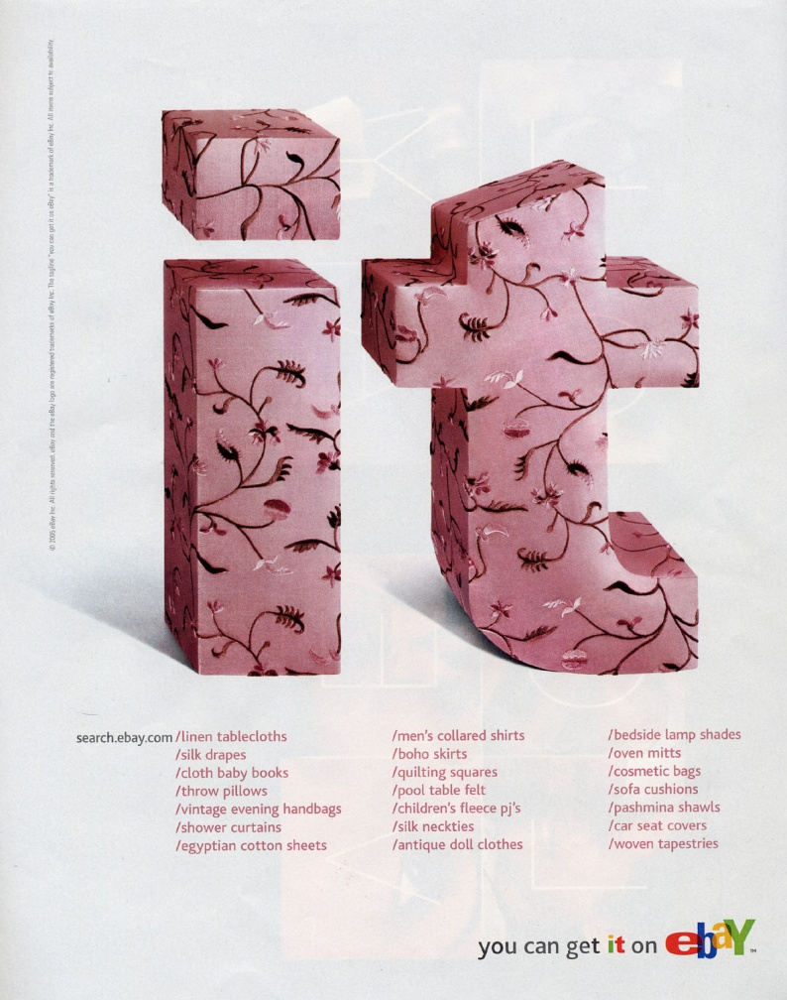 © 2005 eBay Inc. All rights reserved. eBay and the eBay logo are registered trademarks of eBay Inc. The tagline "you can get it on eBay" is a trademark of eBay Inc. All items subject to availability.
it
search.ebay.com/linen tablecloths
/silk drapes
/cloth baby books
/throw pillows
/vintage evening handbags
/shower curtains
/egyptian cotton sheets
/men's collared shirts
/boho skirts
/quilting squares
/pool table felt
/children's fleece pj's
/silk neckties
/antique doll clothes
/bedside lamp shades
/oven mitts
/cosmetic bags
/sofa cushions
/pashmina shawls
/car seat covers
/woven tapestries
you can get it on ebaY™